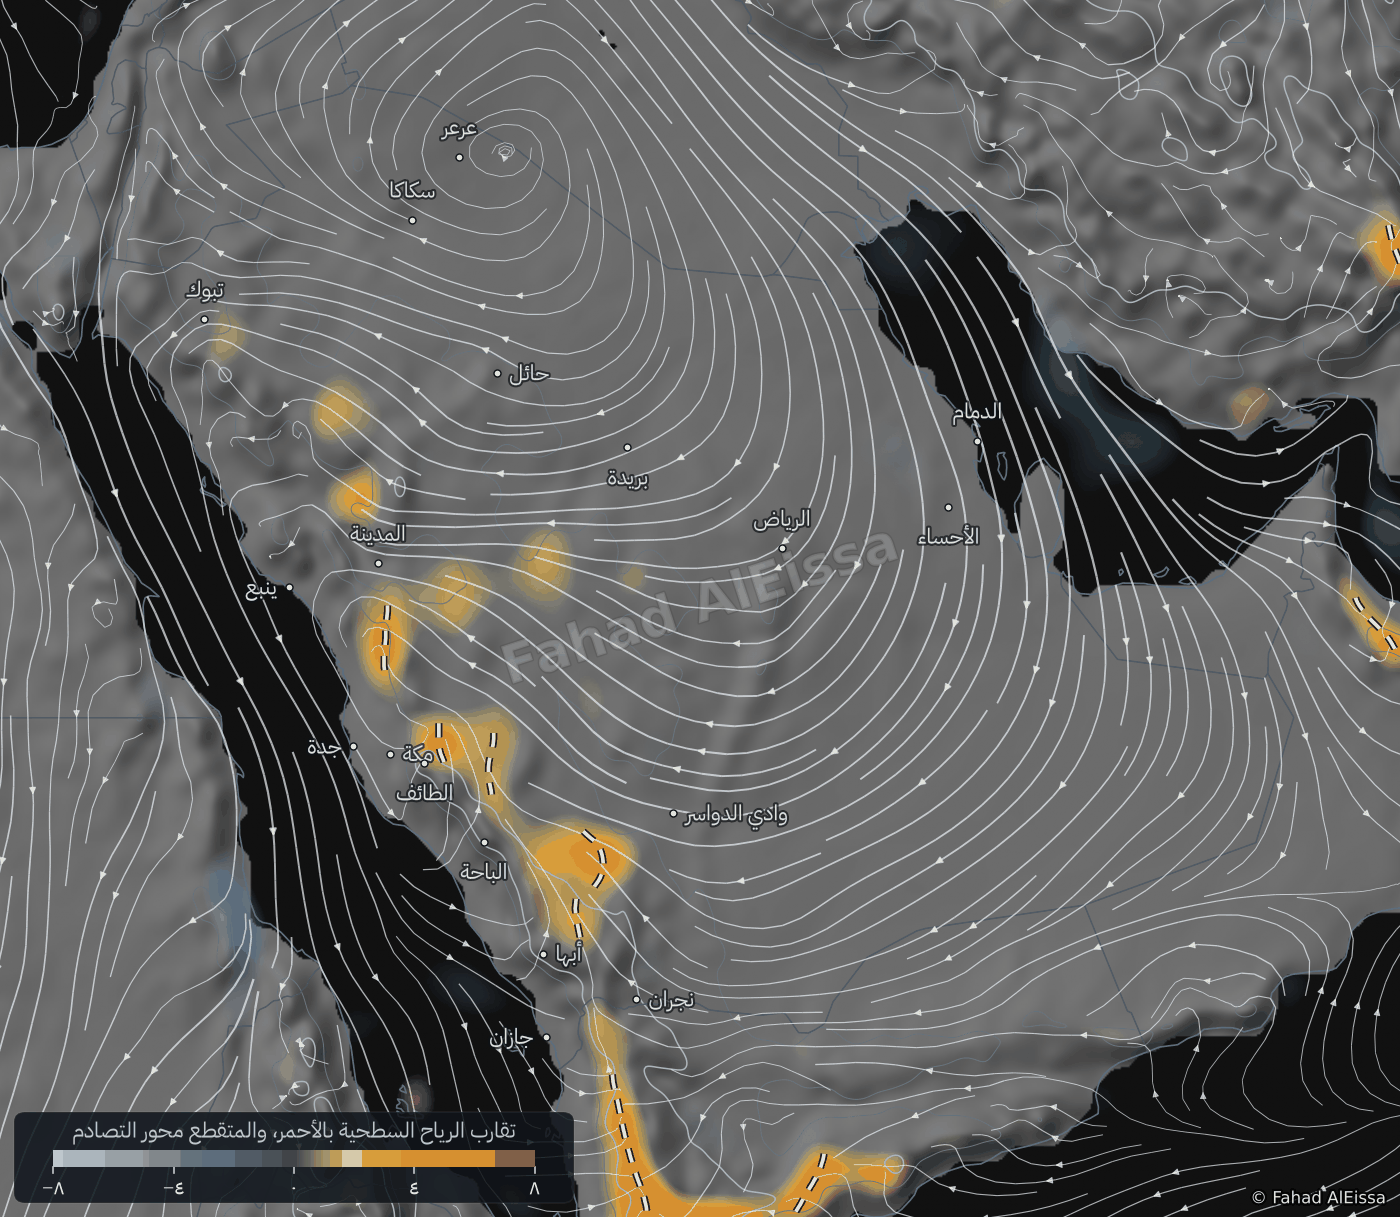 عرعر
سكاكا
تبوك
حائل
الدمام
بريدة
الرياض
الأحساء
المدينة
ينبع
Fahad AlEissa
جدة
مكة
الطائف
وادي الدواسر
الباحة
أبها
نجران
جازان
تقارب الرياح السطحية بالأحمر، والمتقطع محور التصادم
−٨ −٤ ٠ ٤ ٨
© Fahad AlEissa